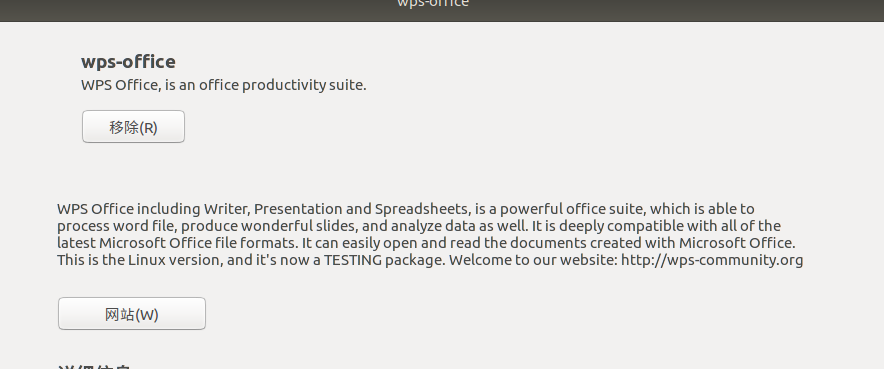 wps-office
wps-office
WPS Office, is an office productivity suite.
移除(R)
WPS Office including Writer, Presentation and Spreadsheets, is a powerful office suite, which is able to
process word file, produce wonderful slides, and analyze data as well. It is deeply compatible with all of the
latest Microsoft Office file formats. It can easily open and read the documents created with Microsoft Office.
This is the Linux version, and it's now a TESTING package. Welcome to our website: http://wps-community.org
网站(W)
详细信息